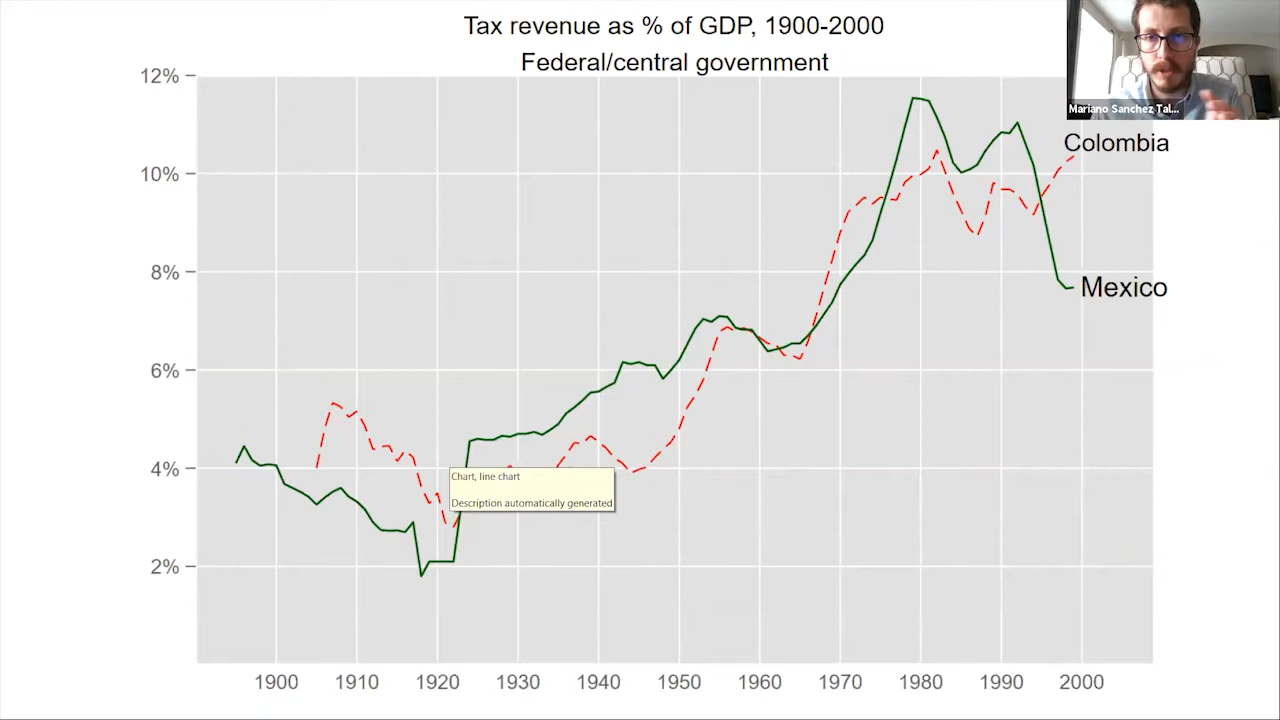 Tax revenue as % of GDP, 1900-2000
Federal/central government
Mariano Sanchez Tal...
12%
Colombia
10%
8%
Mexico
6%
4%
Chart, line chart
Description automatically generated
2%
1900 1910 1920 1930 1940 1950 1960 1970 1980 1990 2000